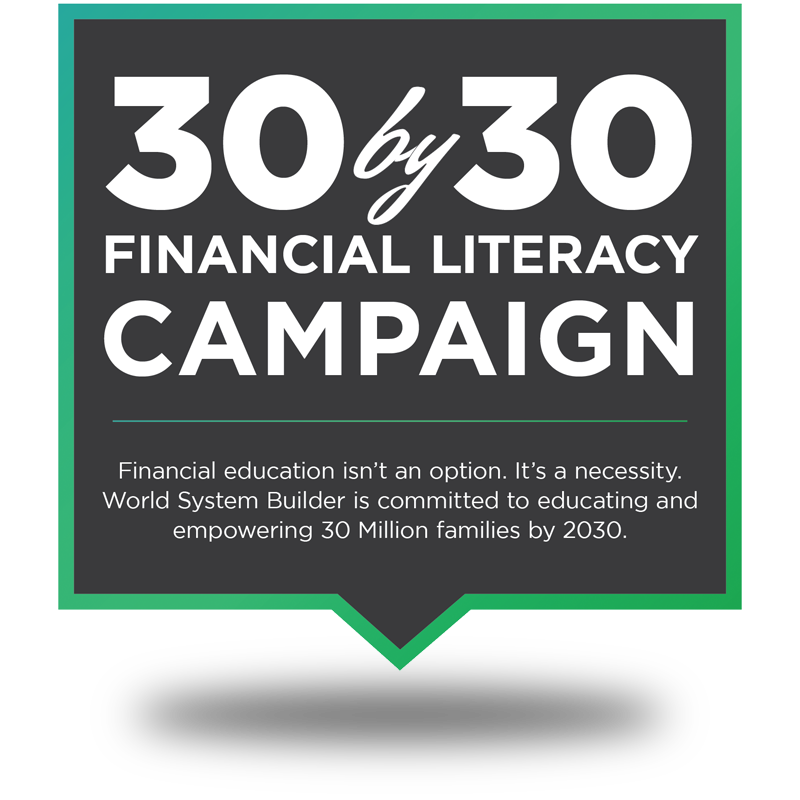 30 by 30
FINANCIAL LITERACY
CAMPAIGN
Financial education isn't an option. It's a necessity.
World System Builder is committed to educating and
empowering 30 Million families by 2030.